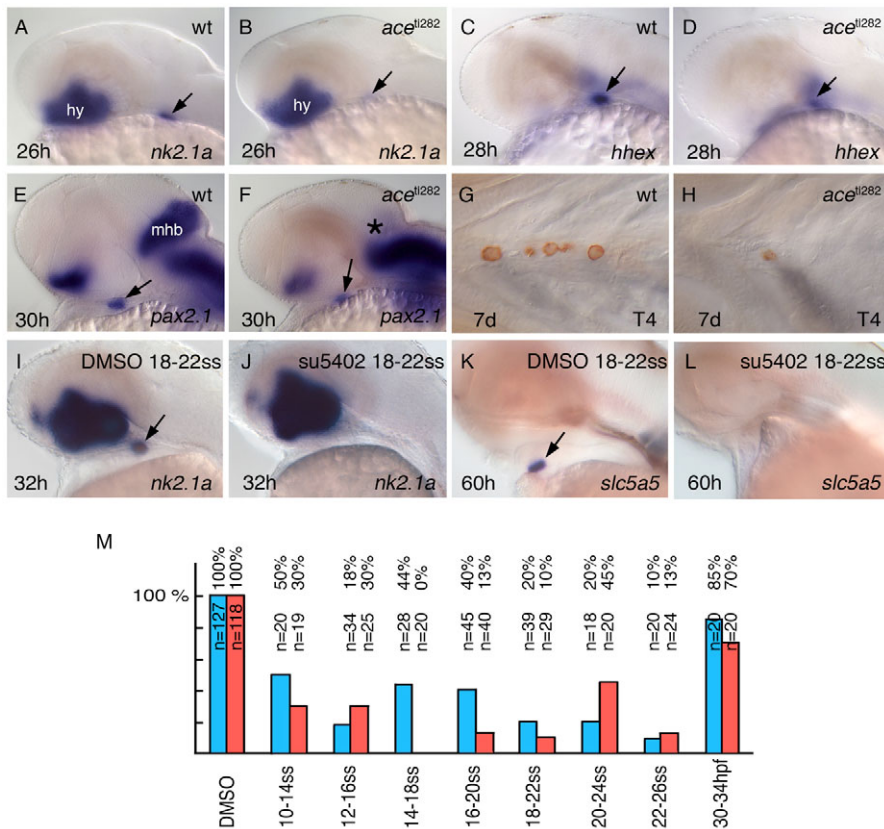 A wt
B ace^ti282
C wt
D ace^ti282
hy
hy
26h nk2.1a
26h nk2.1a
28h hhex
28h hhex
E wt
F ace^ti282
G wt
H ace^ti282
mhb
*
30h pax2.1
30h pax2.1
7d T4
7d T4
I DMSO 18-22ss
J su5402 18-22ss
K DMSO 18-22ss
L
32h nk2.1a
32h nk2.1a
60h slc5a5
60h slc5a5
M
100 %
100%
100%
50%
30%
18%
30%
44%
0%
40%
13%
20%
10%
20%
45%
10%
13%
85%
70%
n=127
n=118
n=20
n=19
n=34
n=25
n=28
n=20
n=45
n=40
n=39
n=29
n=18
n=20
n=20
n=24
n=20
n=20
DMSO
10-14ss
12-16ss
14-18ss
16-20ss
18-22ss
20-24ss
22-26ss
30-34hpf